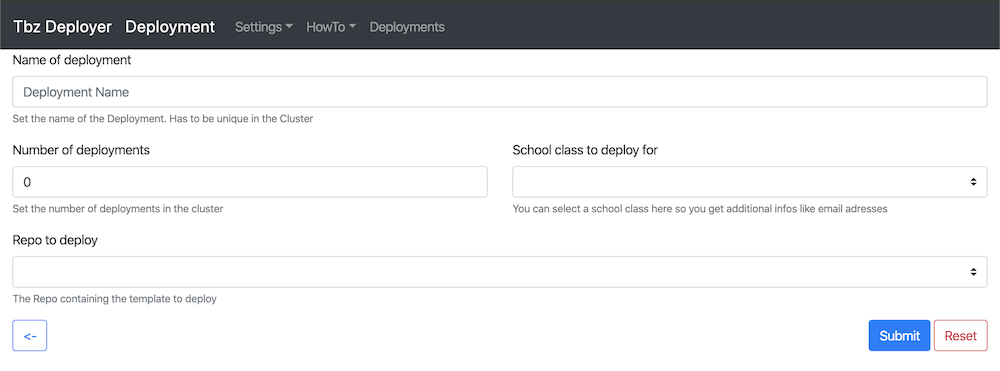 Tbz Deployer Deployment Settings HowTo Deployments
Name of deployment
Deployment Name
Set the name of the Deployment. Has to be unique in the Cluster
Number of deployments School class to deploy for
0
Set the number of deployments in the cluster You can select a school class here so you get additional infos like email adresses
Repo to deploy
The Repo containing the template to deploy
<- Submit Reset